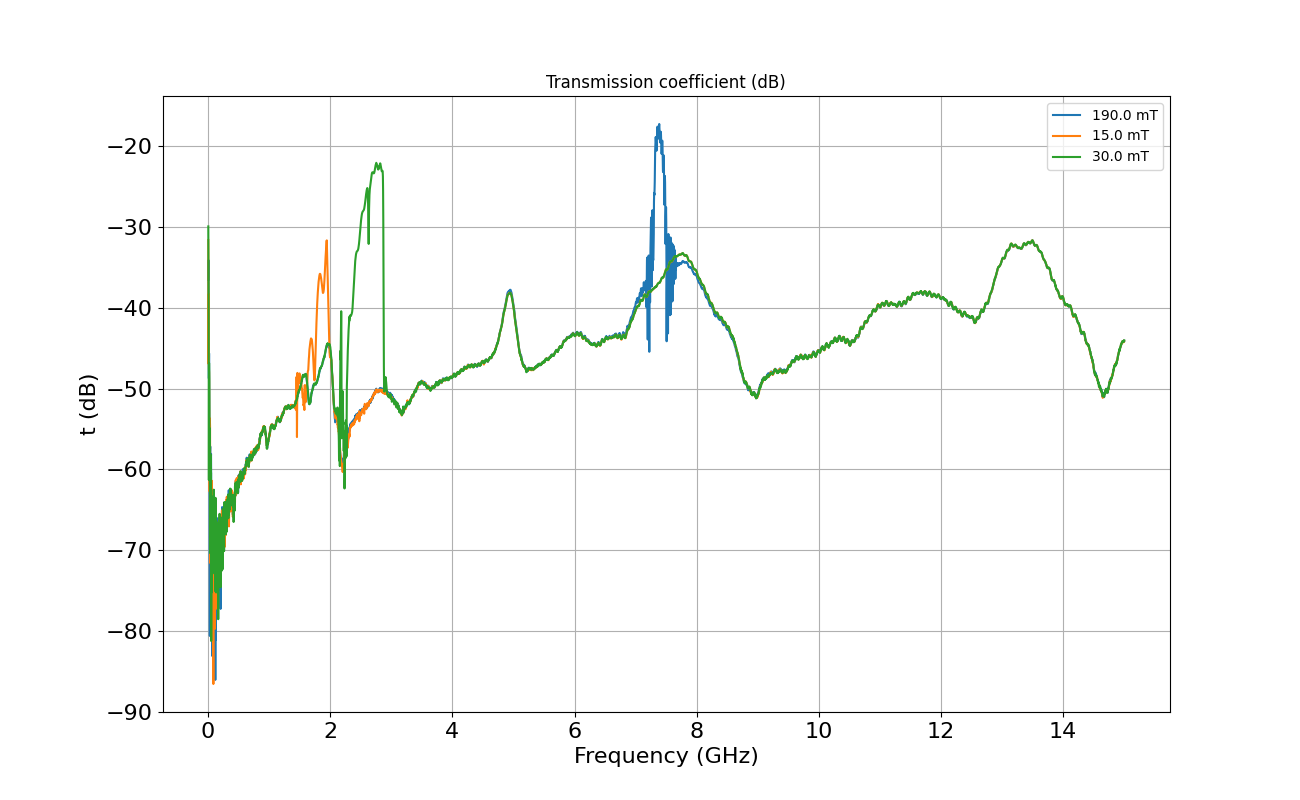 Transmission coefficient (dB)
190.0 mT
15.0 mT
30.0 mT
−20
−30
−40
−50
−60
−70
−80
−90
t (dB)
0 2 4 6 8 10 12 14
Frequency (GHz)